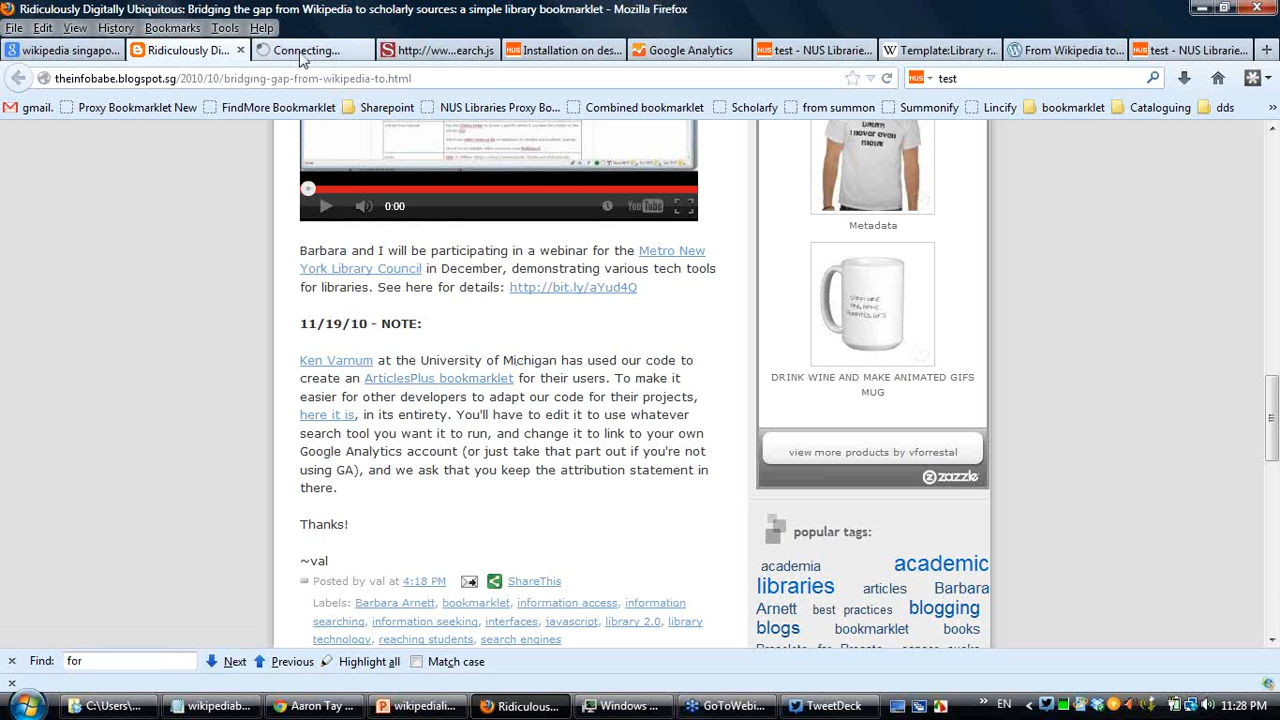 Ridiculously Digitally Ubiquitous: Bridging the gap from Wikipedia to scholarly sources: a simple library bookmarklet - Mozilla Firefox
File Edit View History Bookmarks Tools Help
wikipedia singapo...
Ridiculously Di...
Connecting...
http://ww...earch.js
Installation on des...
Google Analytics
test - NUS Librarie...
Template:Library r...
From Wikipedia to...
test - NUS Librarie...
theinfobabe.blogspot.sg/2010/10/bridging-gap-from-wikipedia-to.html
NUS test
gmail. Proxy Bookmarklet New FindMore Bookmarklet Sharepoint NUS Libraries Proxy Bo... Combined bookmarklet Scholarfy from summon Summonify Lincify bookmarklet Cataloguing dds
0:00 YouTube
Barbara and I will be participating in a webinar for the Metro New
York Library Council in December, demonstrating various tech tools
for libraries. See here for details: http://bit.ly/aYud4Q
11/19/10 - NOTE:
Ken Varnum at the University of Michigan has used our code to
create an ArticlesPlus bookmarklet for their users. To make it
easier for other developers to adapt our code for their projects,
here it is, in its entirety. You'll have to edit it to use whatever
search tool you want it to run, and change it to link to your own
Google Analytics account (or just take that part out if you're not
using GA), and we ask that you keep the attribution statement in
there.
Thanks!
~val
Posted by val at 4:18 PM ShareThis
Labels: Barbara Arnett, bookmarklet, information access, information
searching, information seeking, interfaces, javascript, library 2.0, library
technology, reaching students, search engines
Metadata
DRINK WINE AND MAKE ANIMATED GIFS
MUG
view more products by vforrestal
zazzle
popular tags:
academia academic
libraries articles Barbara
Arnett best practices blogging
blogs bookmarklet books
Find: for Next Previous Highlight all Match case
C:\Users\...
wikipediab...
Aaron Tay ...
wikipediali...
Ridiculous...
Windows ...
GoToWebi...
TweetDeck
EN
11:28 PM